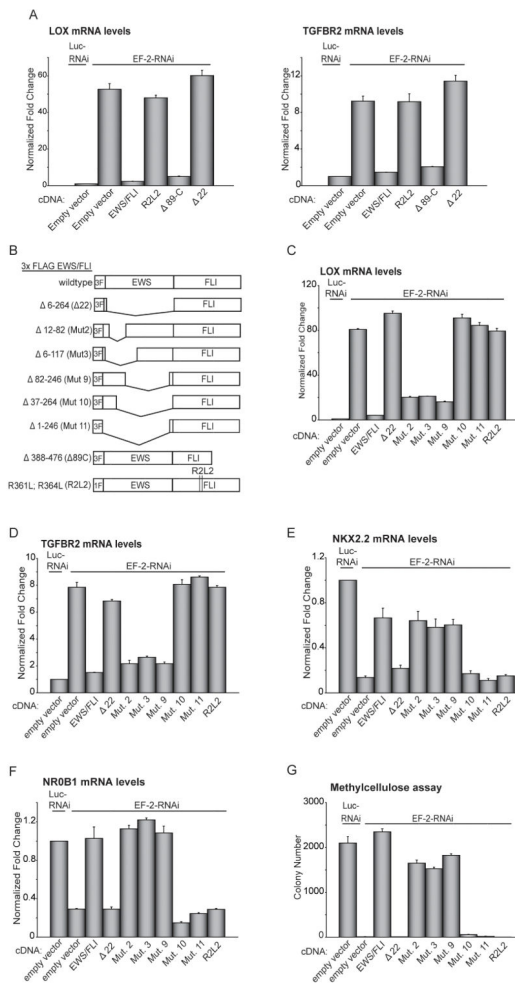 A
LOX mRNA levels
Luc-
RNAi
EF-2-RNAi
Normalized Fold Change
60
40
20
0
cDNA:
Empty vector
Empty vector
EWS/FLI
R2L2
Δ 89-C
Δ 22
TGFBR2 mRNA levels
Luc-
RNAi
EF-2-RNAi
Normalized Fold Change
12
8
4
0
cDNA:
Empty vector
Empty vector
EWS/FLI
R2L2
Δ 89-C
Δ 22
B
3x FLAG EWS/FLI
wildtype 3F EWS FLI
Δ 6-264 (Δ22) 3F FLI
Δ 12-82 (Mut2) 3F FLI
Δ 6-117 (Mut3) 3F FLI
Δ 82-246 (Mut 9) 3F FLI
Δ 37-264 (Mut 10) 3F FLI
Δ 1-246 (Mut 11) 3F FLI
Δ 388-476 (Δ89C) 3F EWS FLI
R2L2
R361L; R364L (R2L2) 1F EWS FLI
C
LOX mRNA levels
Luc-
RNAi
EF-2-RNAi
Normalized Fold Change
120
80
40
0
cDNA:
empty vector
empty vector
EWS/FLI
Δ 22
Mut. 2
Mut. 3
Mut. 9
Mut. 10
Mut. 11
R2L2
D
TGFBR2 mRNA levels
Luc-
RNAi
EF-2-RNAi
Normalized Fold Change
10
8
6
4
2
0
cDNA:
empty vector
empty vector
EWS/FLI
Δ 22
Mut. 2
Mut. 3
Mut. 9
Mut. 10
Mut. 11
R2L2
E
NKX2.2 mRNA levels
Luc-
RNAi
EF-2-RNAi
Normalized Fold Change
1.2
0.8
0.4
0
cDNA:
empty vector
empty vector
EWS/FLI
Δ 22
Mut. 2
Mut. 3
Mut. 9
Mut. 10
Mut. 11
R2L2
F
NR0B1 mRNA levels
Luc-
RNAi
EF-2-RNAi
Normalized Fold Change
1.2
0.8
0.4
0
cDNA:
empty vector
empty vector
EWS/FLI
Δ 22
Mut. 2
Mut. 3
Mut. 9
Mut. 10
Mut. 11
R2L2
G
Methylcellulose assay
Luc-
RNAi
EF-2-RNAi
Colony Number
3000
2000
1000
0
cDNA:
empty vector
empty vector
EWS/FLI
Δ 22
Mut. 2
Mut. 3
Mut. 9
Mut. 10
Mut. 11
R2L2